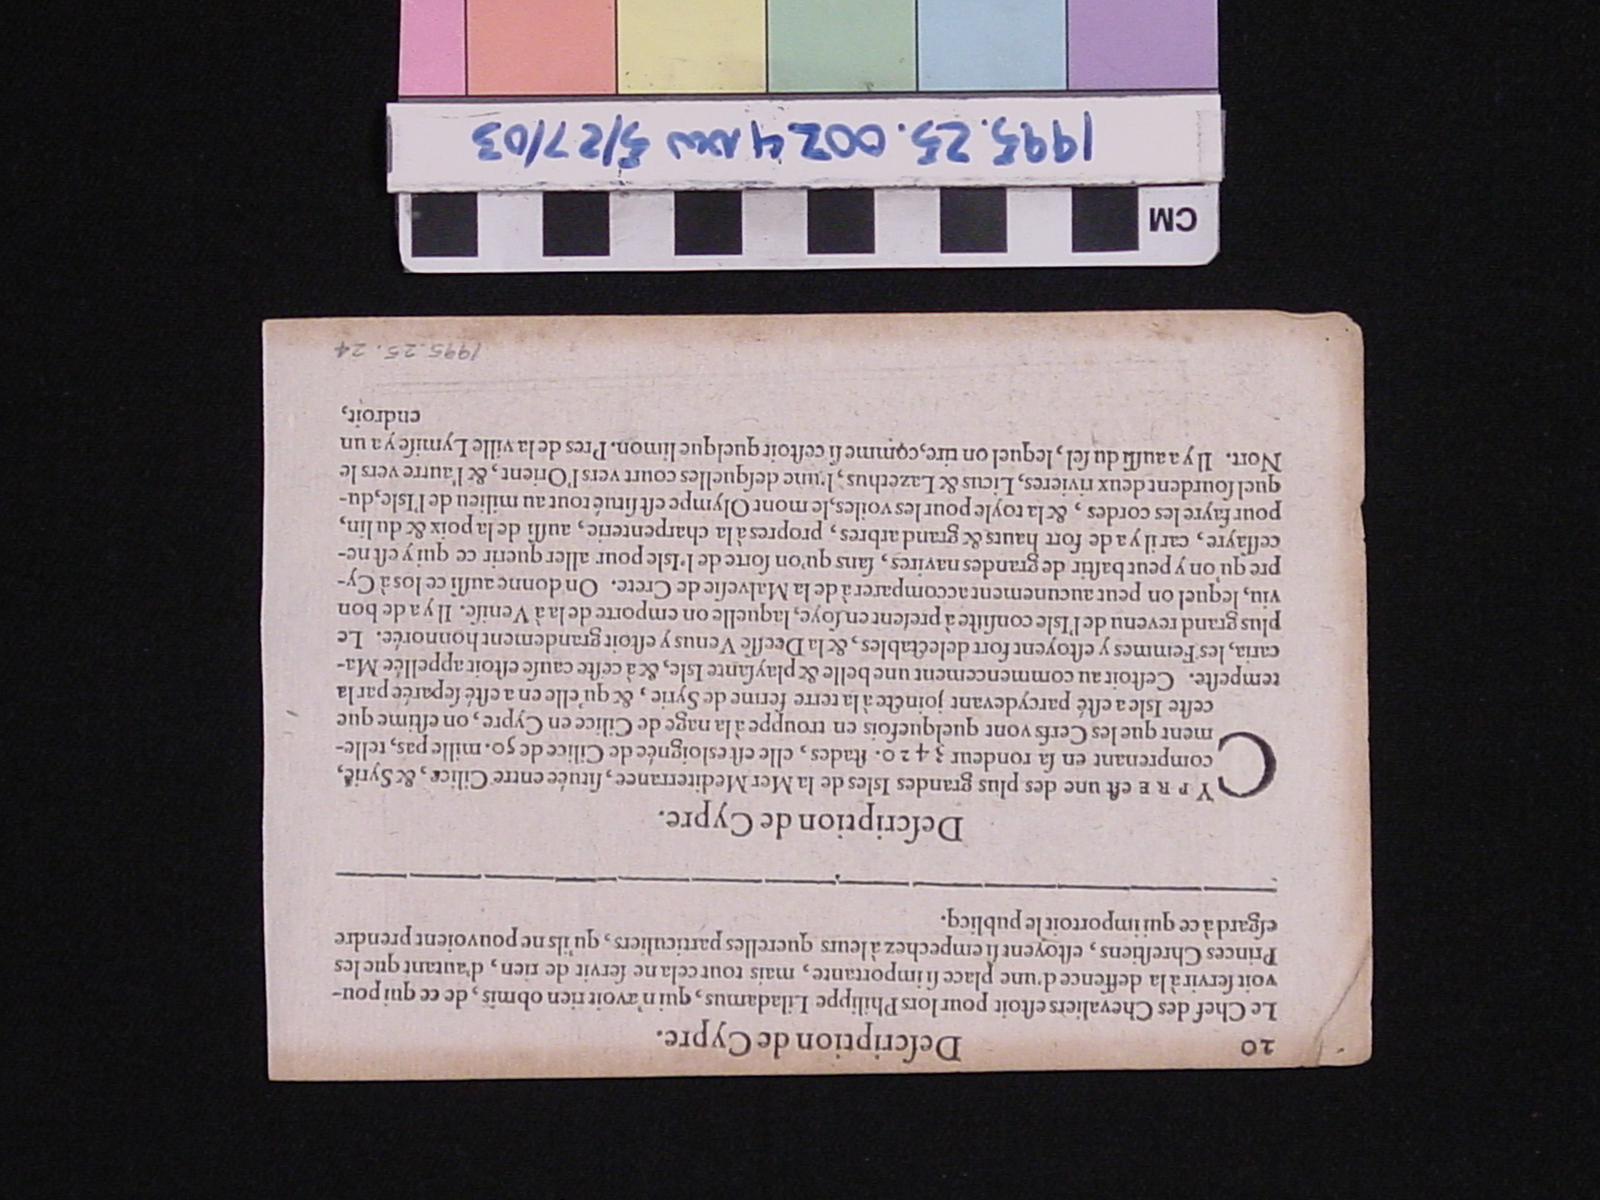 20 Deſcription de Cypre.
Le Chef des Chevaliers eſtoit pour lors Philippe Liladamus, qui n'avoit rien obmis, de ce qui pou-
voit ſervir à la deffence d'une place ſi importante, mais tout cela ne ſervit de rien, d'autant que les
Princes Chreſtiens, eſtoyent ſi empechez à leurs querelles particuliers, qu'ils ne pouvoient prendre
eſgard à ce qui importoit le publicq.
Deſcription de Cypre.
CYPRE eſt une des plus grandes Isles de la Mer Mediterrance, ſituée entre Cilice, & Syrie,
comprenant en ſa rondeur 3420. ſtades, elle eſt esloignée de Cilice de 50. mille pas, telle-
ment que les Cerfs vont quelquefois en trouppe à la nage de Cilice en Cypre, on eſtime que
ceſte Isle a eſté parcydevant joincte à la terre ferme de Syrie, & qu'elle en a eſté ſeparée par la
tempeſte. Ceſtoit au commencement une belle & playſante Isle, & à ceſte cauſe eſtoit appellée Ma-
caria, les Femmes y eſtoyent fort delectables, & la Deeſſe Venus y eſtoit grandement honnorée. Le
plus grand revenu de l'Isle conſiſte à preſent en ſoye, laquelle on emporte de la à Veniſe. Il y a de bon
viu, lequel on peut aucunement accomparer à de la Malveſie de Crete. On donne auſſi ce los à Cy-
pre qu'on y peut baſtir de grandes navires, ſans qu'on ſorte de l'Isle pour aller querir ce qui y eſt ne-
ceſſayre, car il y a de fort hauts & grand arbres, propres à la charpenterie, auſſi de la poix & du lin,
pour fayre les cordes, & la toyle pour les voiles, le mont Olympe eſt ſitué tout au milieu de l'Isle, du-
quel ſourdent deux rivieres, Licus & Lazethus, l'une deſquelles court vers l'Orient, & l'autre vers le
Nort. Il y a auſſi du ſel, lequel on tire, comme ſi ceſtoit quelque limon. Pres de la ville Lymiſe y a un
endroit,
1995.25.24
CM
1995.25.0024 5/27/03